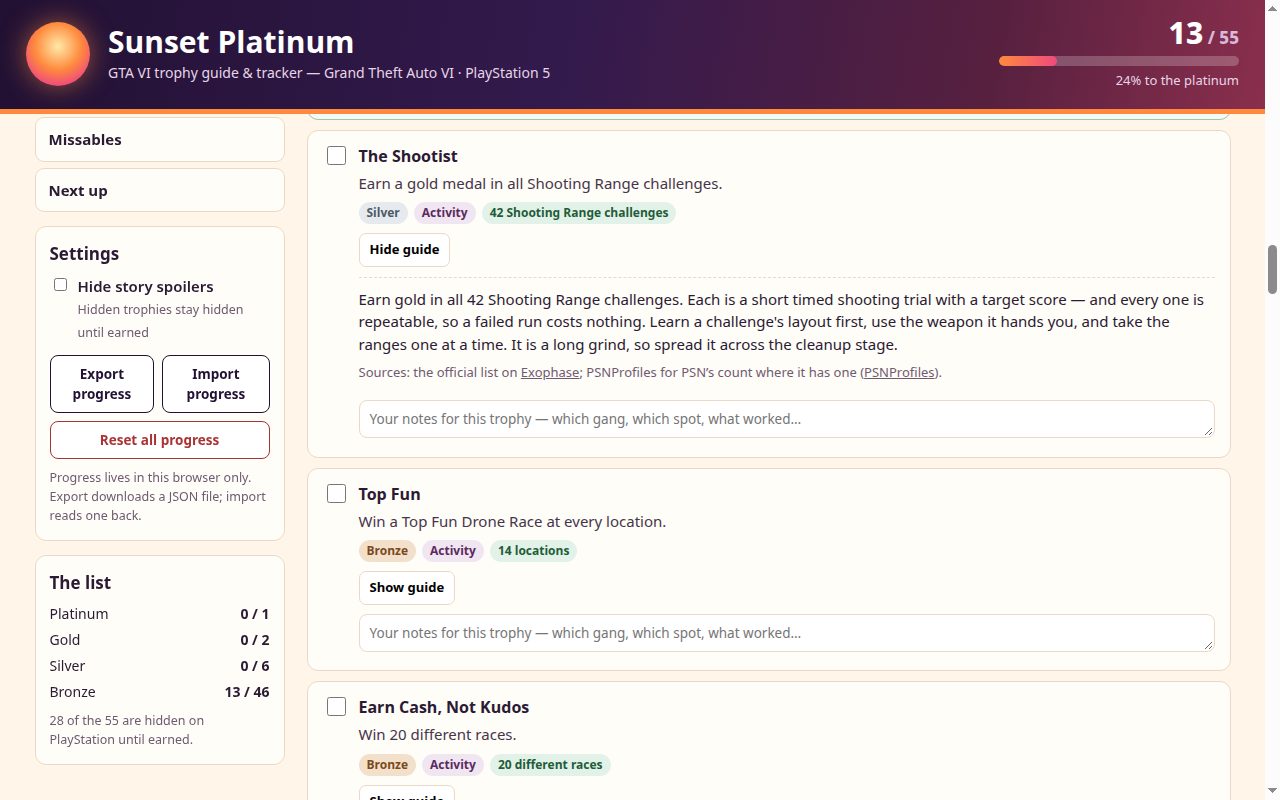 Sunset Platinum
GTA VI trophy guide & tracker — Grand Theft Auto VI · PlayStation 5
13 / 55
24% to the platinum
Missables
Next up
Settings
Hide story spoilers
Hidden trophies stay hidden
until earned
Export
progress
Import
progress
Reset all progress
Progress lives in this browser only.
Export downloads a JSON file; import
reads one back.
The list
Platinum 0 / 1
Gold 0 / 2
Silver 0 / 6
Bronze 13 / 46
28 of the 55 are hidden on
PlayStation until earned.
The Shootist
Earn a gold medal in all Shooting Range challenges.
Silver Activity 42 Shooting Range challenges
Hide guide
Earn gold in all 42 Shooting Range challenges. Each is a short timed shooting trial with a target score — and every one is
repeatable, so a failed run costs nothing. Learn a challenge's layout first, use the weapon it hands you, and take the
ranges one at a time. It is a long grind, so spread it across the cleanup stage.
Sources: the official list on Exophase; PSNProfiles for PSN’s count where it has one (PSNProfiles).
Your notes for this trophy — which gang, which spot, what worked…
Top Fun
Win a Top Fun Drone Race at every location.
Bronze Activity 14 locations
Show guide
Your notes for this trophy — which gang, which spot, what worked…
Earn Cash, Not Kudos
Win 20 different races.
Bronze Activity 20 different races
Show guide